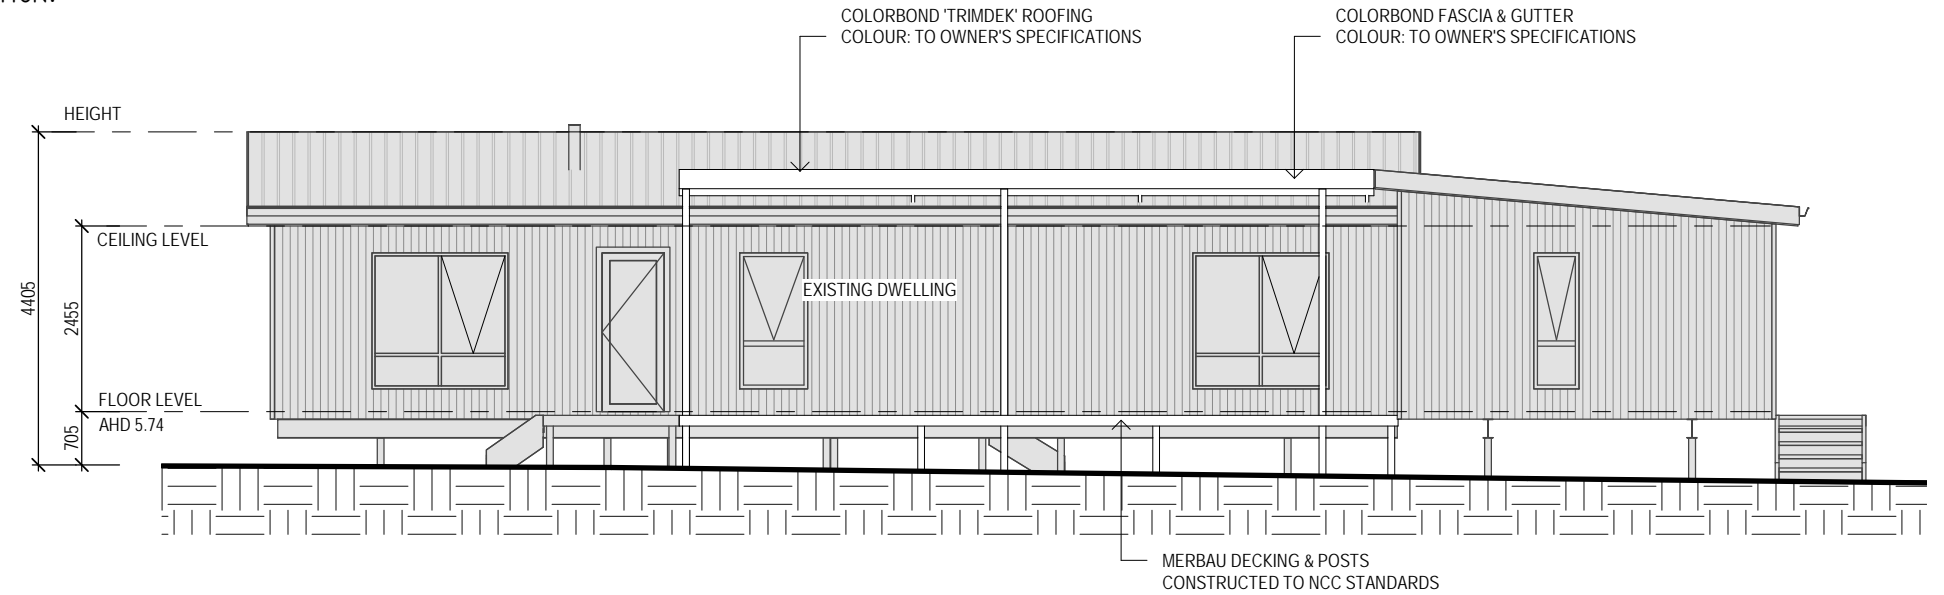 COLORBOND 'TRIMDEK' ROOFING
COLOUR: TO OWNER'S SPECIFICATIONS
COLORBOND FASCIA & GUTTER
COLOUR: TO OWNER'S SPECIFICATIONS
HEIGHT
CEILING LEVEL
4405
2455
EXISTING DWELLING
FLOOR LEVEL
AHD 5.74
705
MERBAU DECKING & POSTS
CONSTRUCTED TO NCC STANDARDS